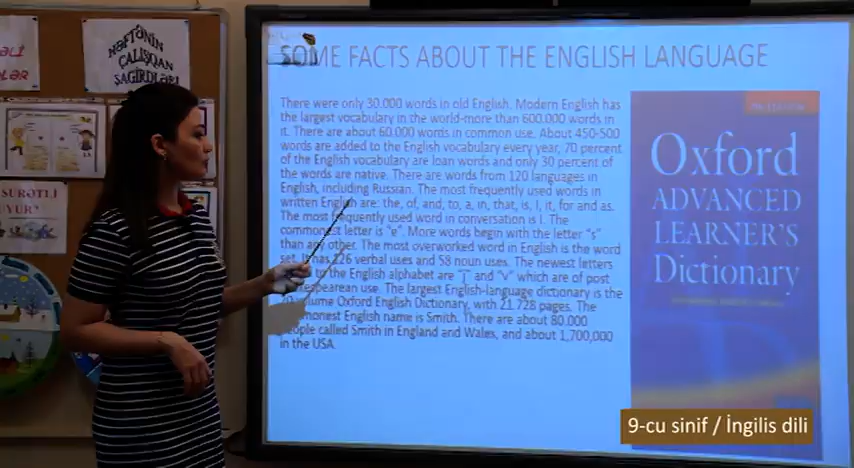 HƏFTƏNİN
ÇALIŞQAN
ŞAGİRDLƏRİ
SÜRƏTLİ
SOME FACTS ABOUT THE ENGLISH LANGUAGE
There were only 30.000 words in old English. Modern English has
the largest vocabulary in the world-more than 600.000 words in
it. There are about 60.000 words in common use. About 450-500
words are added to the English vocabulary every year, 70 percent
of the English vocabulary are loan words and only 30 percent of
the words are native. There are words from 120 languages in
English, including Russian. The most frequently used words in
written English are: the, of, and, to, a, in, that, is, I, it, for and as.
The most frequently used word in conversation is I. The
commonest letter is "e". More words begin with the letter "s"
than any other. The most overworked word in English is the word
set. It has 126 verbal uses and 58 noun uses. The newest letters
to the English alphabet are "j" and "v" which are of post
use. The largest English-language dictionary is the
volume Oxford English Dictionary, with 21.728 pages. The
English name is Smith. There are about 80.000
called Smith in England and Wales, and about 1,700,000
in the USA.
Oxford
ADVANCED
LEARNER'S
Dictionary
9-cu sinif / İngilis dili